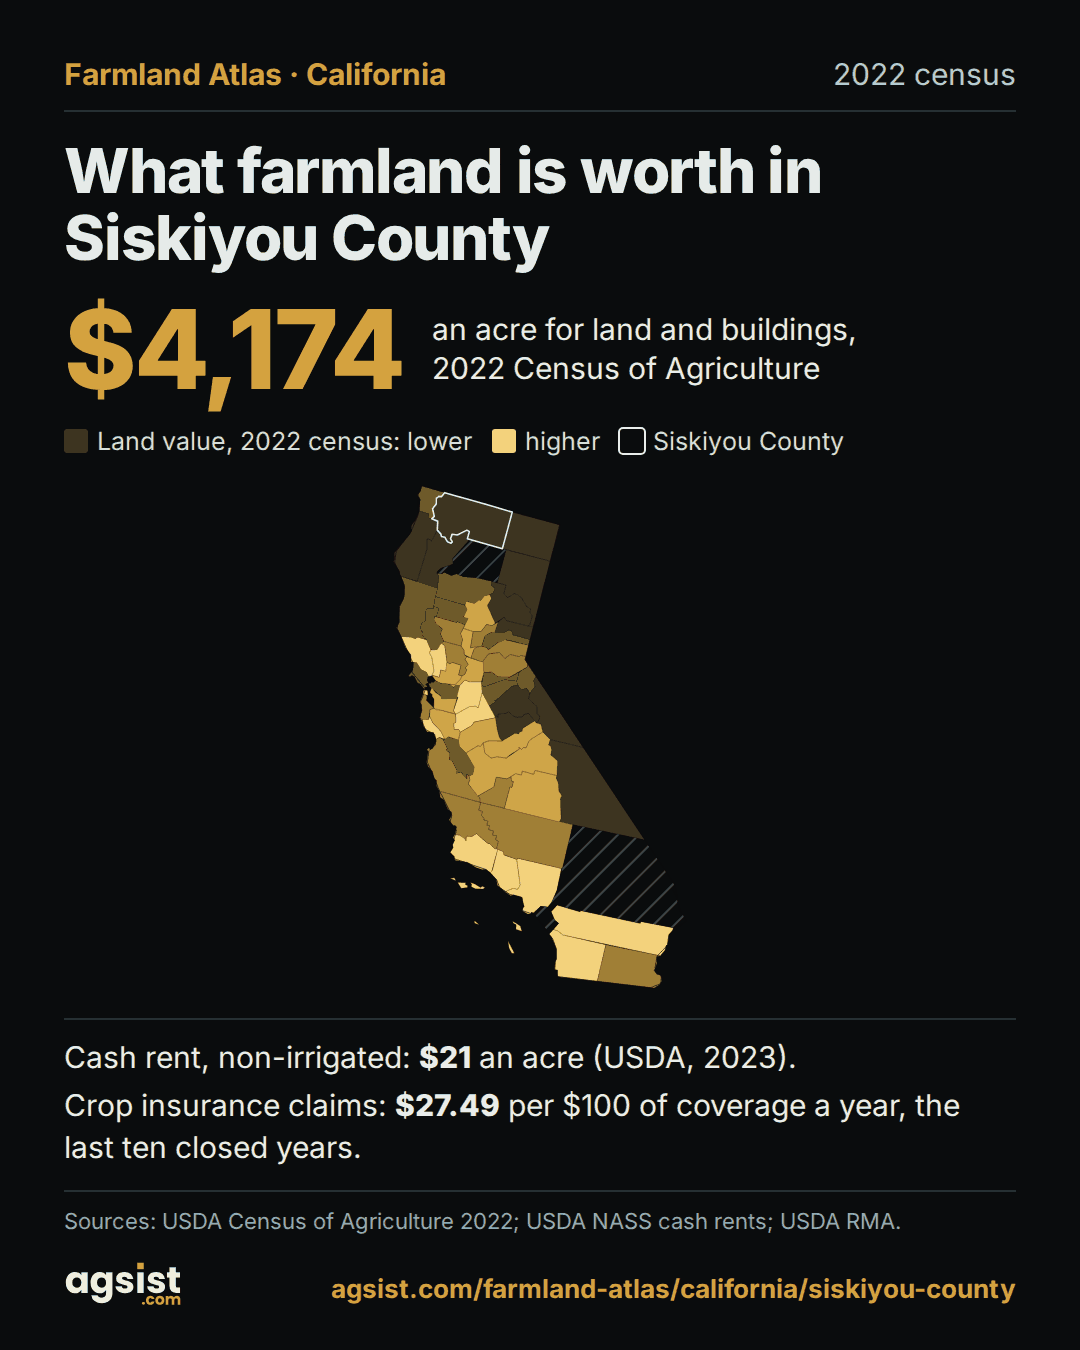 Farmland Atlas · California
2022 census
What farmland is worth in
Siskiyou County
$4,174
an acre for land and buildings,
2022 Census of Agriculture
Land value, 2022 census: lower
higher
Siskiyou County
Cash rent, non-irrigated: $21 an acre (USDA, 2023).
Crop insurance claims: $27.49 per $100 of coverage a year, the
last ten closed years.
Sources: USDA Census of Agriculture 2022; USDA NASS cash rents; USDA RMA.
agsist
.com
agsist.com/farmland-atlas/california/siskiyou-county